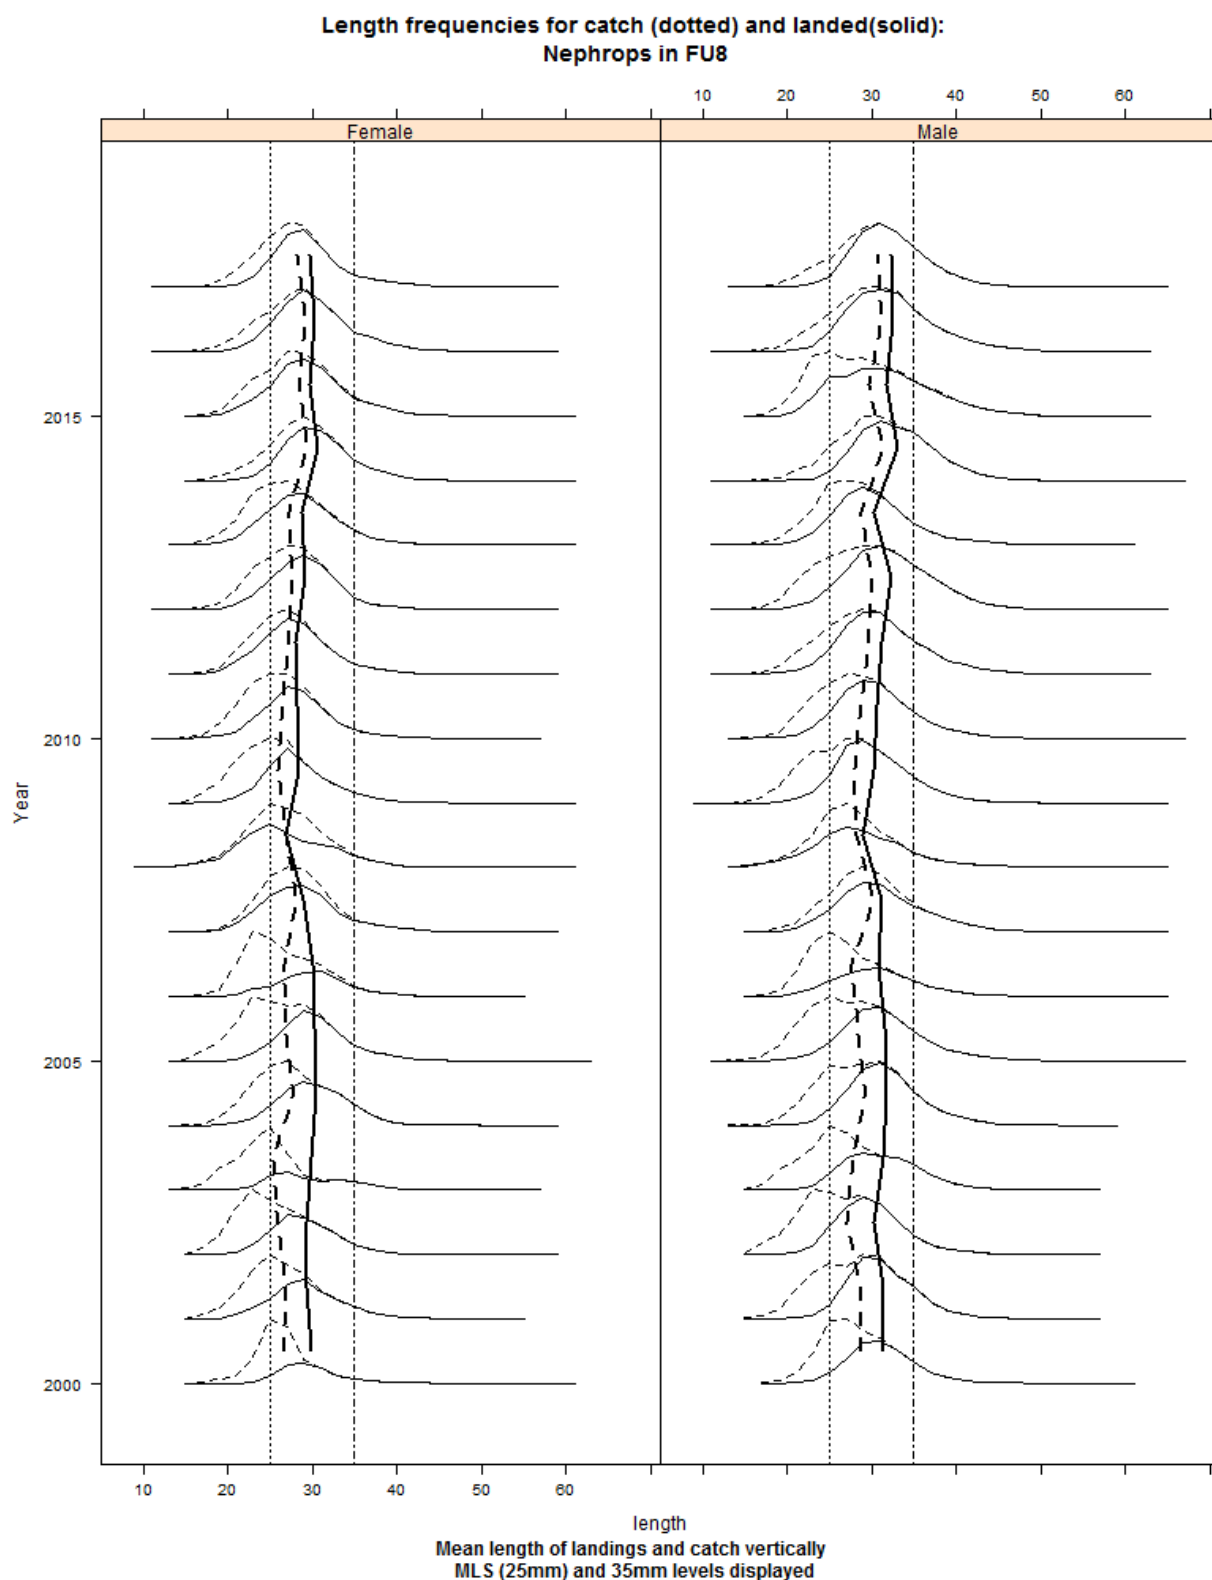 Length frequencies for catch (dotted) and landed(solid):
Nephrops in FU8
10 20 30 40 50 60
Female Male
2015
2010
Year
2005
2000
10 20 30 40 50 60
length
Mean length of landings and catch vertically
MLS (25mm) and 35mm levels displayed